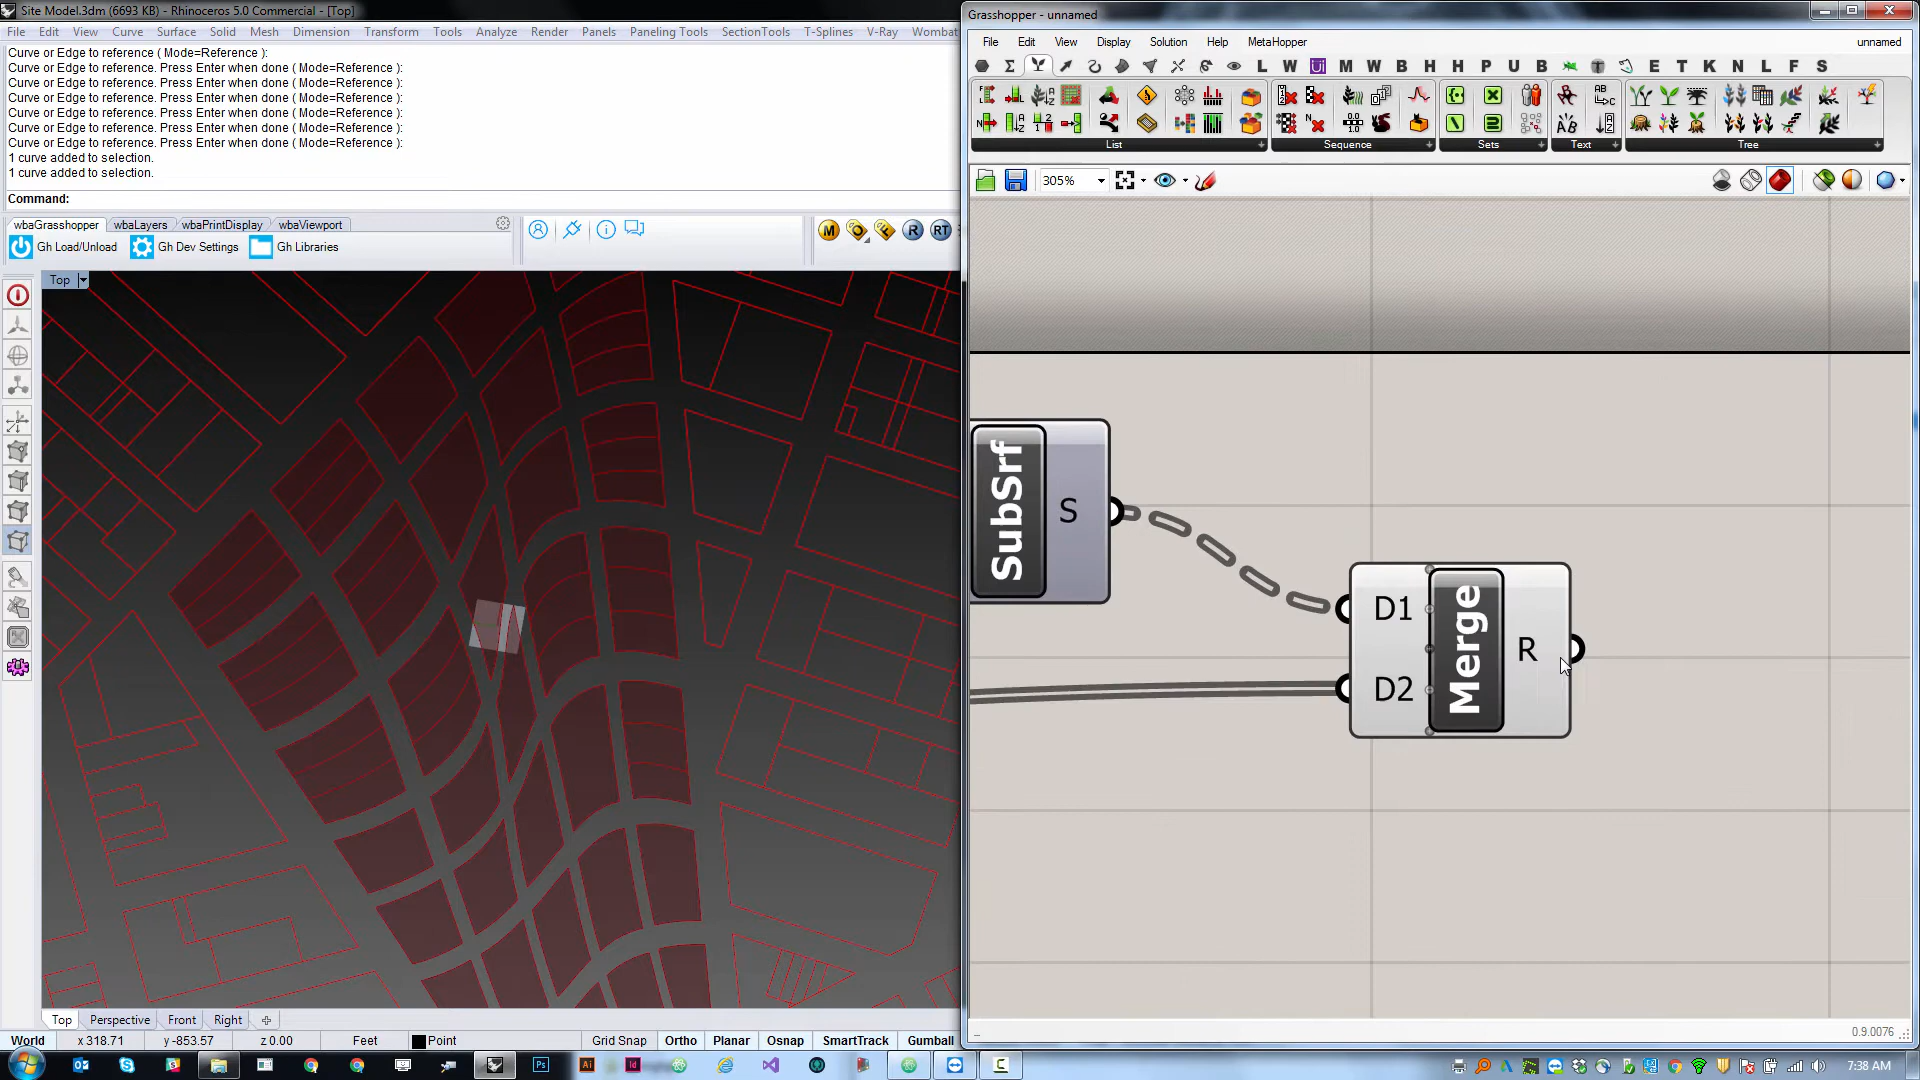 Site Model.3dm (6693 KB) - Rhinoceros 5.0 Commercial - [Top]
File Edit View Curve Surface Solid Mesh Dimension Transform Tools Analyze Render Panels Paneling Tools SectionTools T-Splines V-Ray Wombat
Curve or Edge to reference ( Mode=Reference ):
Curve or Edge to reference. Press Enter when done ( Mode=Reference ):
Curve or Edge to reference. Press Enter when done ( Mode=Reference ):
Curve or Edge to reference. Press Enter when done ( Mode=Reference ):
Curve or Edge to reference. Press Enter when done ( Mode=Reference ):
Curve or Edge to reference. Press Enter when done ( Mode=Reference ):
Curve or Edge to reference. Press Enter when done ( Mode=Reference ):
1 curve added to selection.
1 curve added to selection.
Command:
wbaGrasshopper wbaLayers wbaPrintDisplay wbaViewport
Gh Load/Unload Gh Dev Settings Gh Libraries
M R RT
Top
Top Perspective Front Right
World x 318.71 y -853.57 z 0.00 Feet Point Grid Snap Ortho Planar Osnap SmartTrack Gumball
Grasshopper - unnamed
File Edit View Display Solution Help MetaHopper unnamed
L W Ui M W B H H P U B T E T K N L F S
List Sequence Sets Text Tree
305%
SubSrf S
D1
D2
Merge
R
0.9.0076
7:38 AM